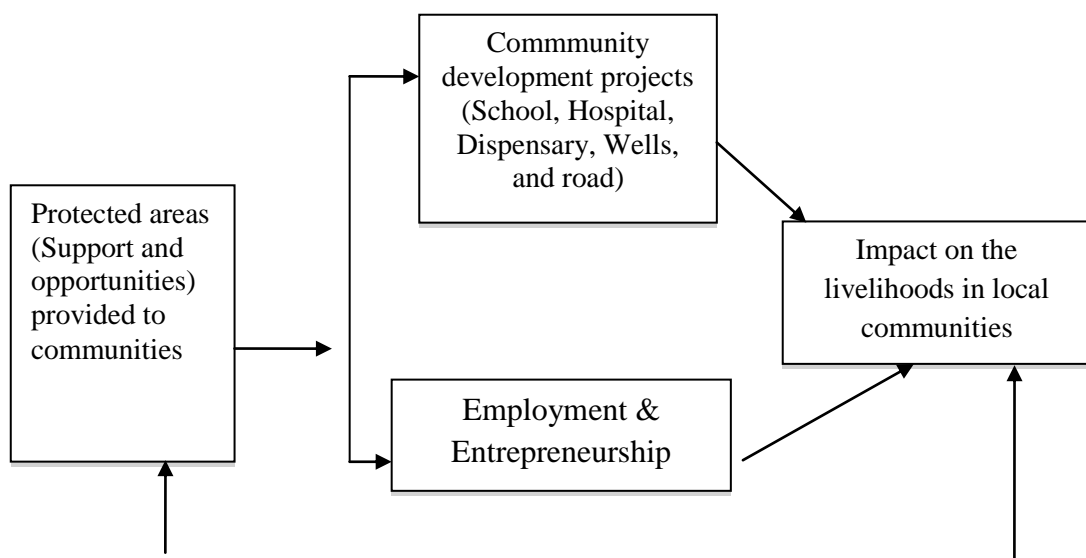 Commmunity
development projects
(School, Hospital,
Dispensary, Wells,
and road)
Protected areas
(Support and
opportunities)
provided to
communities
Impact on the
livelihoods in local
communities
Employment &
Entrepreneurship